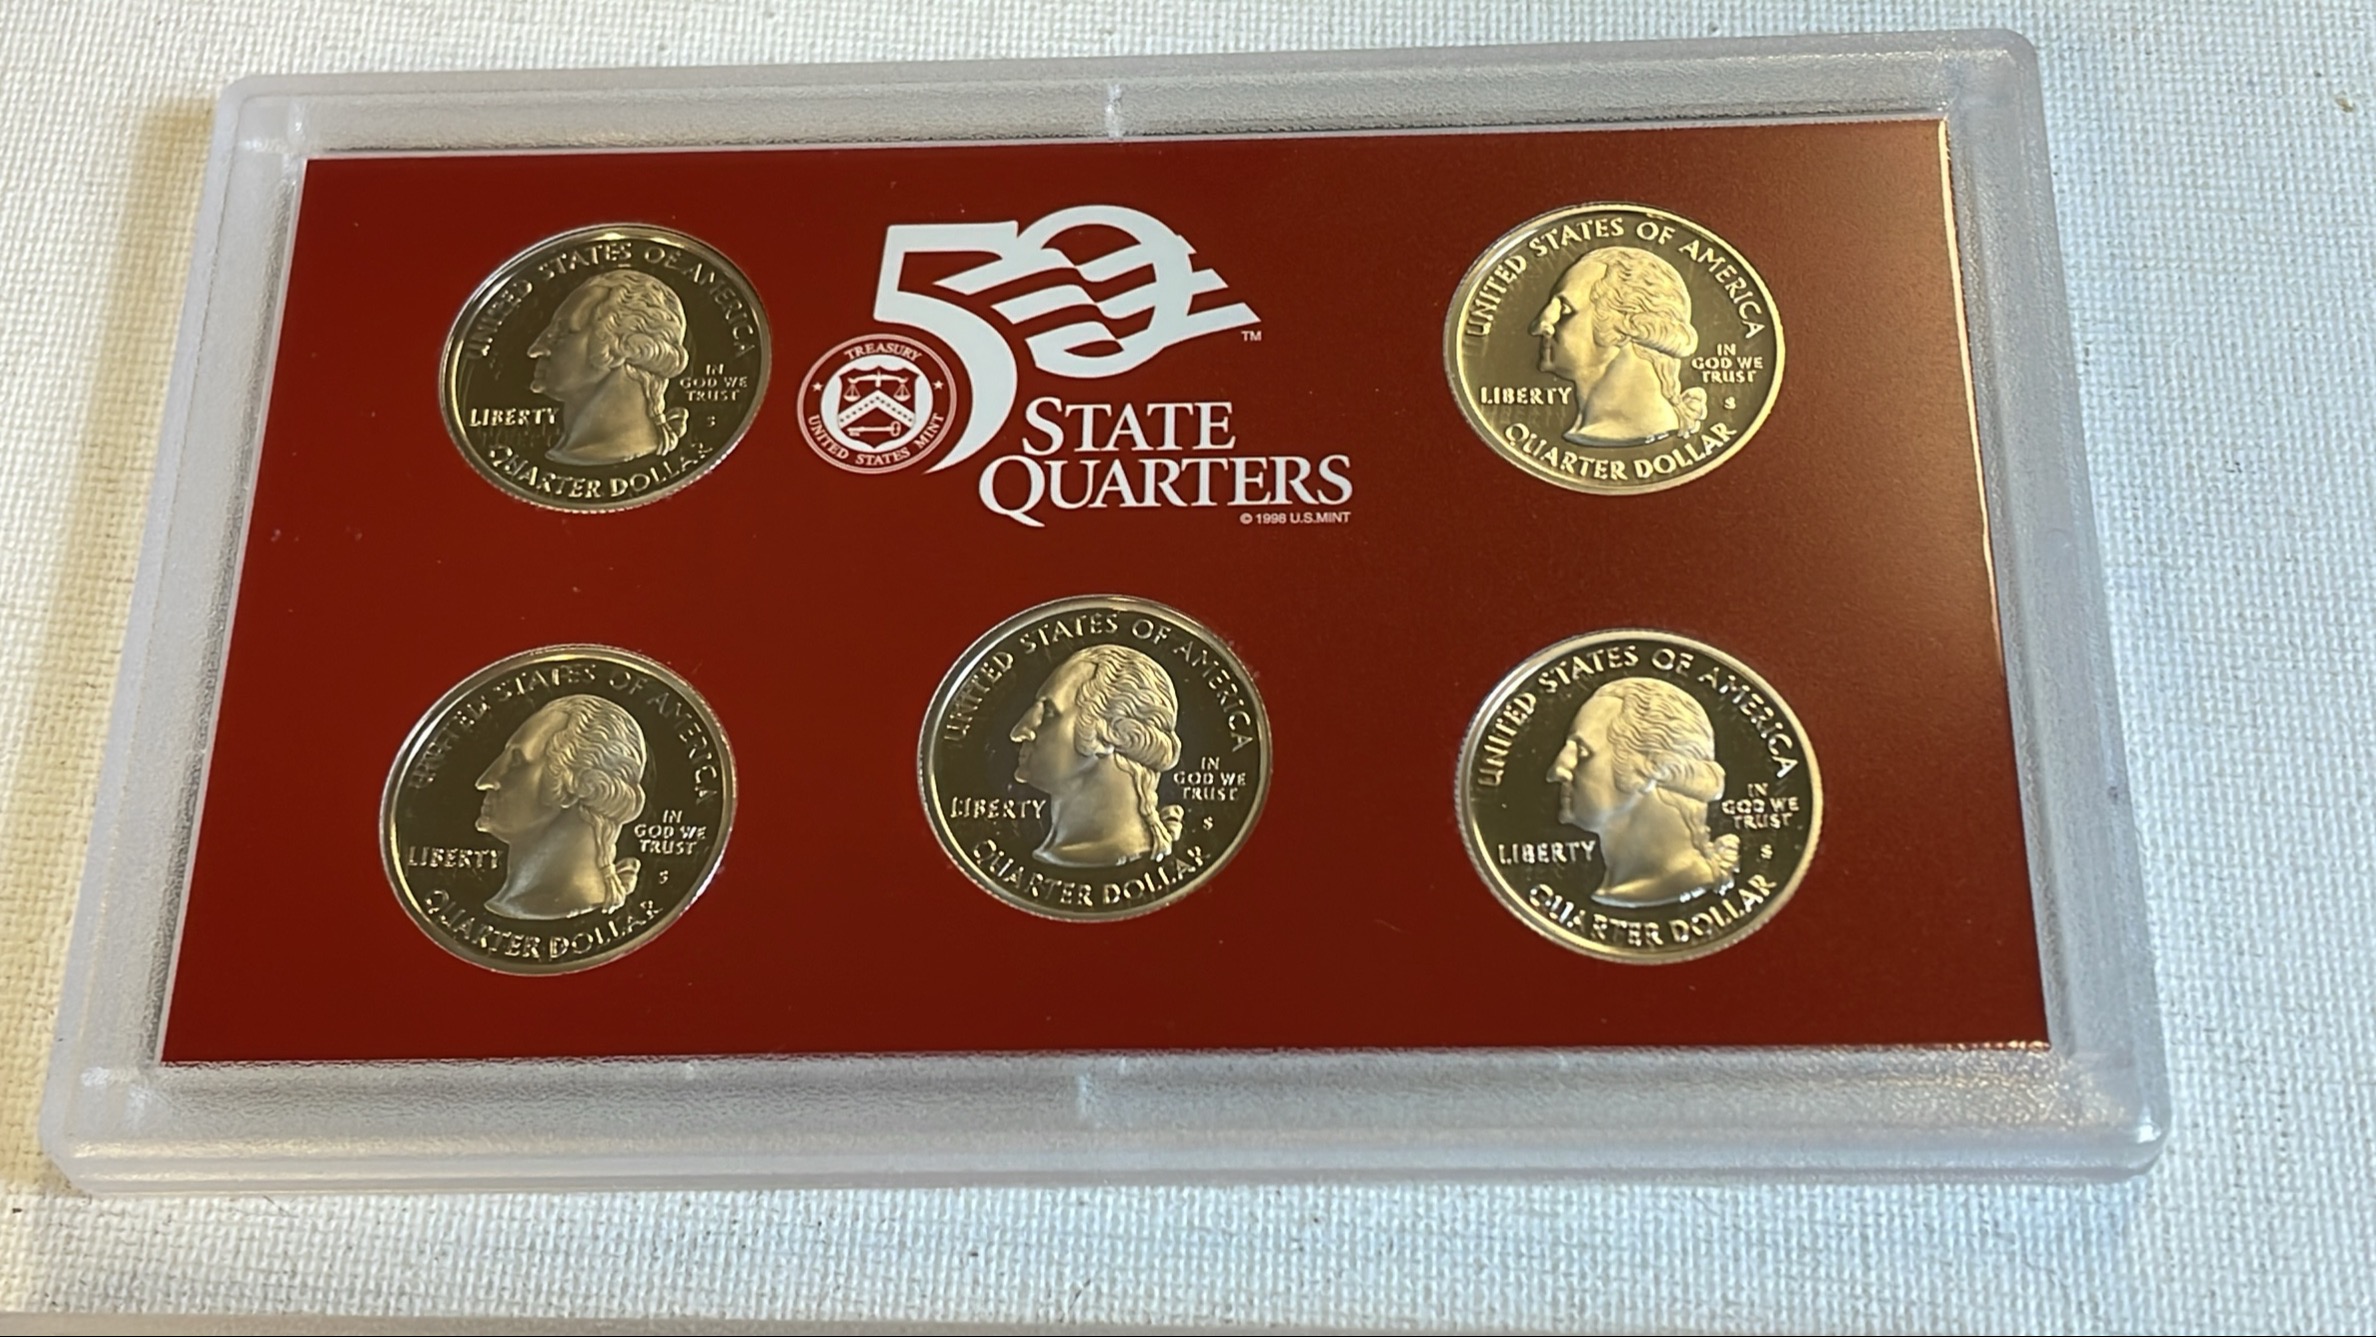 UNITED STATES OF AMERICA
IN
GOD WE
TRUST
LIBERTY
S
QUARTER DOLLAR
50
TM
TREASURY
UNITED STATES MINT
STATE
QUARTERS
© 1998 U.S.MINT
UNITED STATES OF AMERICA
IN
GOD WE
TRUST
LIBERTY
S
QUARTER DOLLAR
UNITED STATES OF AMERICA
IN
GOD WE
TRUST
LIBERTY
S
QUARTER DOLLAR
UNITED STATES OF AMERICA
IN
GOD WE
TRUST
LIBERTY
S
QUARTER DOLLAR
UNITED STATES OF AMERICA
IN
GOD WE
TRUST
LIBERTY
S
QUARTER DOLLAR